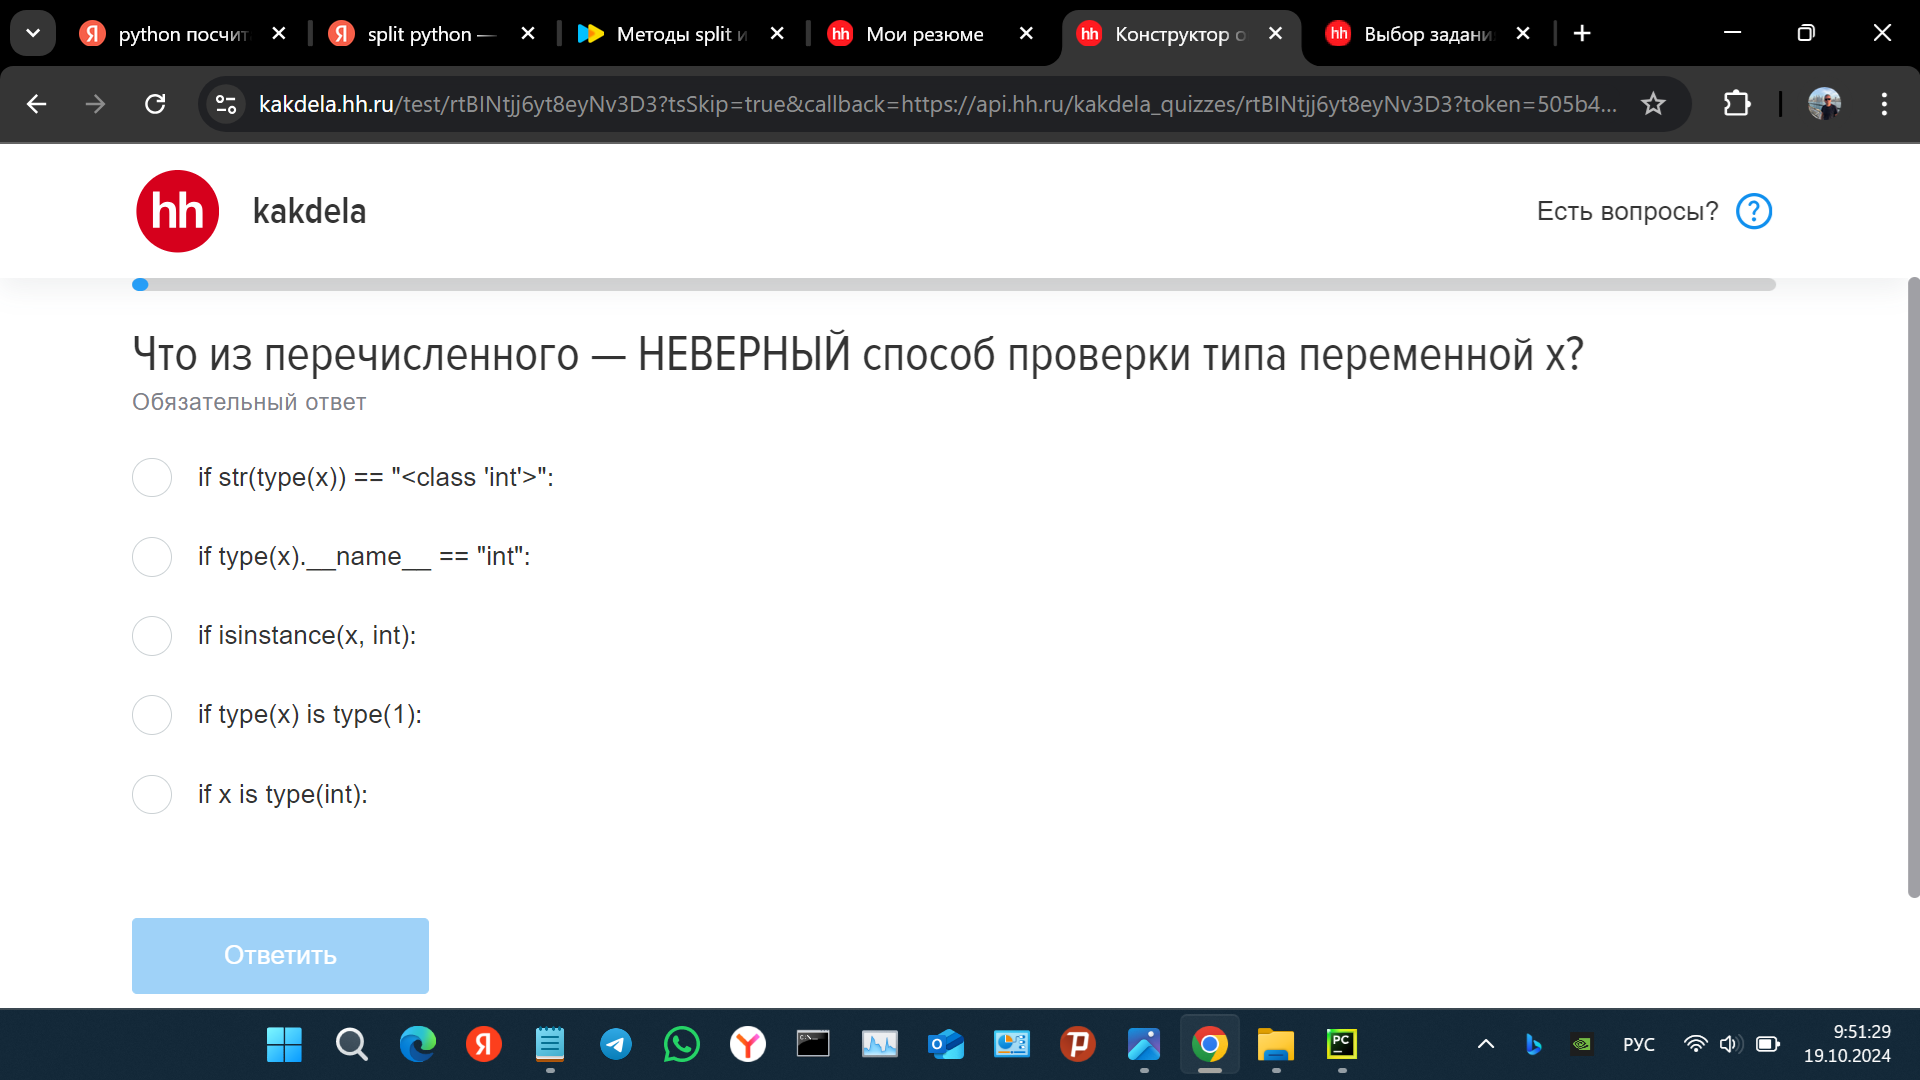 python посчит
split python —
Методы split и
Мои резюме
Конструктор о
Выбор задани
kakdela.hh.ru/test/rtBINtjj6yt8eyNv3D3?tsSkip=true&callback=https://api.hh.ru/kakdela_quizzes/rtBINtjj6yt8eyNv3D3?token=505b4...
hh kakdela
Есть вопросы? ?
Что из перечисленного — НЕВЕРНЫЙ способ проверки типа переменной x?
Обязательный ответ
if str(type(x)) == "<class 'int'>":
if type(x).__name__ == "int":
if isinstance(x, int):
if type(x) is type(1):
if x is type(int):
Ответить
РУС
9:51:29
19.10.2024